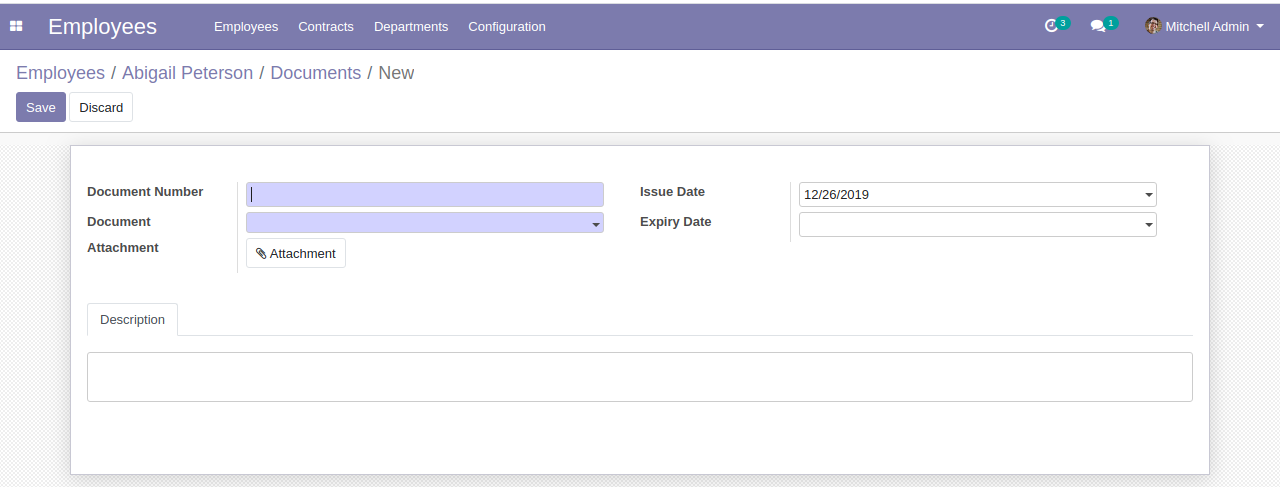 Employees Employees Contracts Departments Configuration 3 1 Mitchell Admin
Employees / Abigail Peterson / Documents / New
Save Discard
Document Number Issue Date 12/26/2019
Document Expiry Date
Attachment Attachment
Description